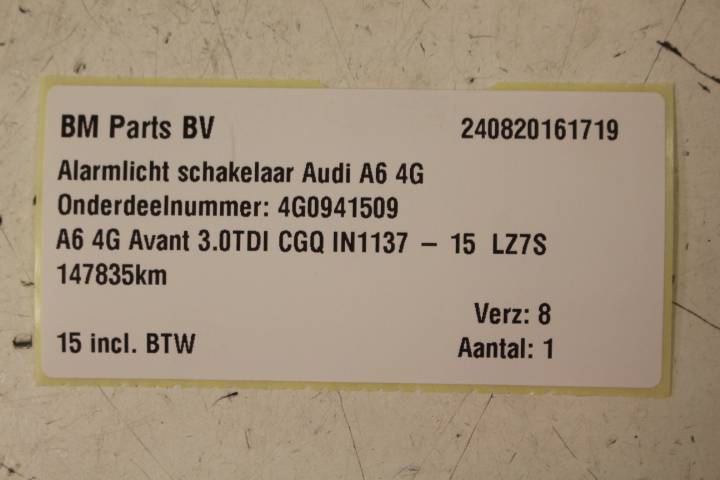 BM Parts BV 240820161719
Alarmlicht schakelaar Audi A6 4G
Onderdeelnummer: 4G0941509
A6 4G Avant 3.0TDI CGQ IN1137 – 15 LZ7S
147835km
Verz: 8
15 incl. BTW Aantal: 1